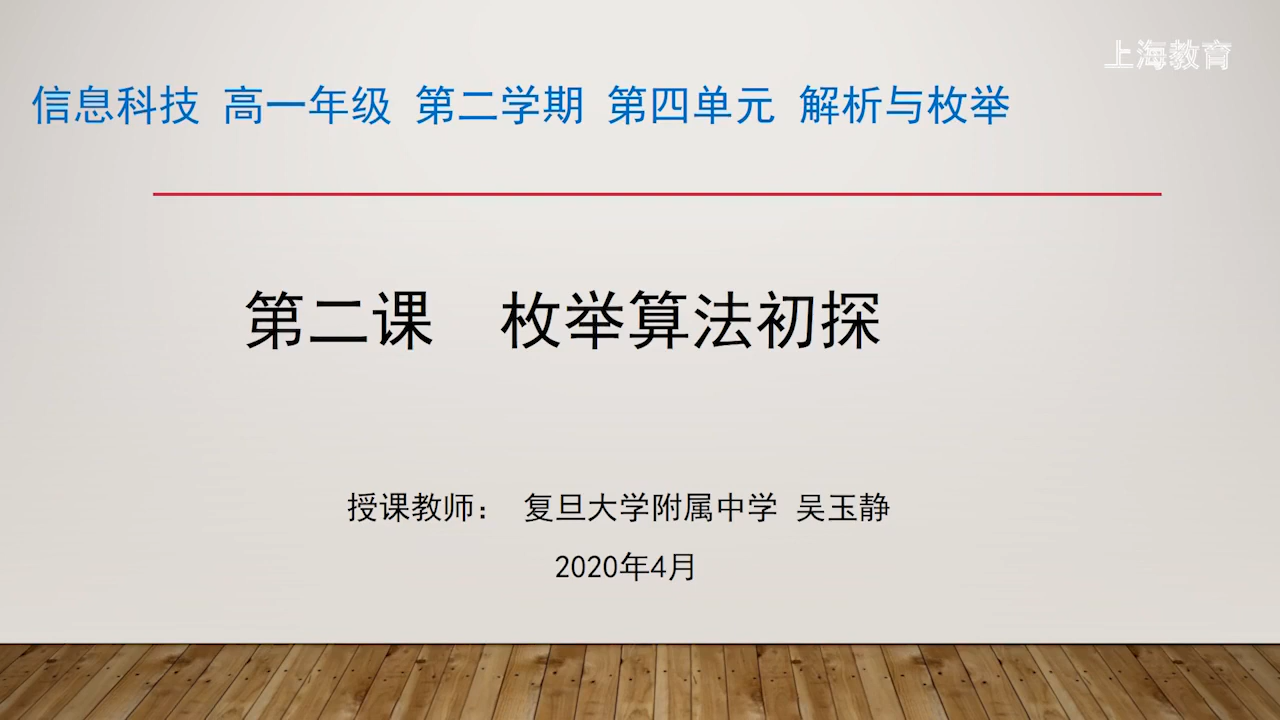 上海教育
信息科技 高一年级 第二学期 第四单元 解析与枚举
第二课 枚举算法初探
授课教师： 复旦大学附属中学 吴玉静
2020年4月